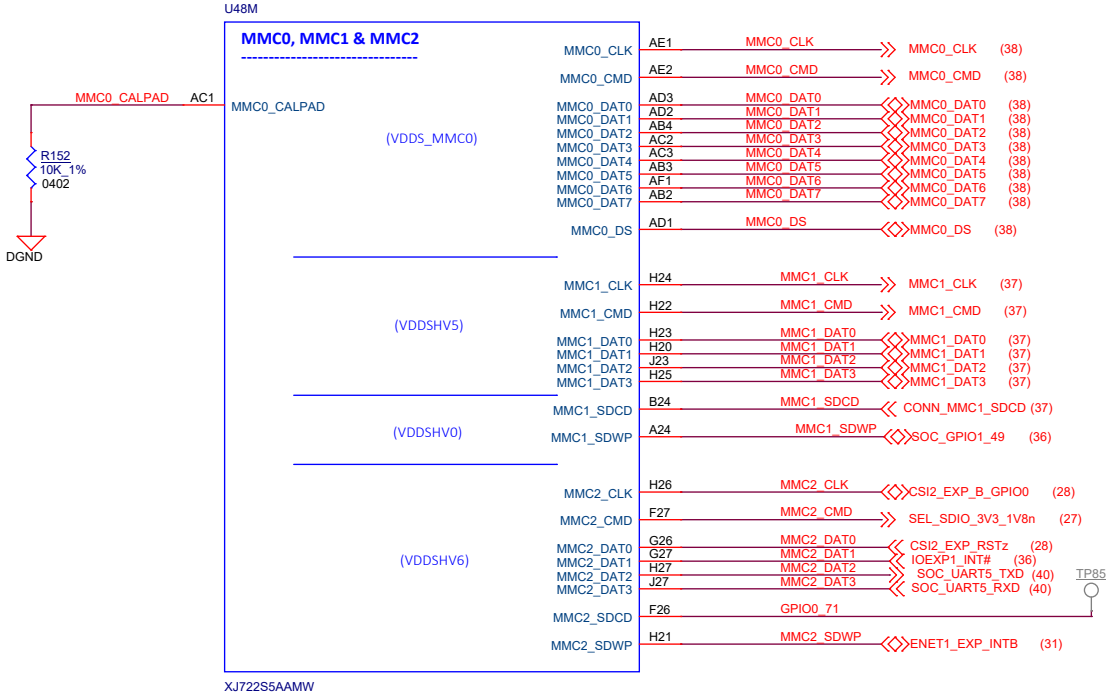 U48M
MMC0, MMC1 & MMC2
------------------------------
MMC0_CLK AE1 MMC0_CLK MMC0_CLK (38)
MMC0_CMD AE2 MMC0_CMD MMC0_CMD (38)
MMC0_CALPAD AC1 MMC0_CALPAD
MMC0_DAT0 AD3 MMC0_DAT0 MMC0_DAT0 (38)
MMC0_DAT1 AD2 MMC0_DAT1 MMC0_DAT1 (38)
MMC0_DAT2 AB4 MMC0_DAT2 MMC0_DAT2 (38)
(VDDS_MMC0)
MMC0_DAT3 AC2 MMC0_DAT3 MMC0_DAT3 (38)
MMC0_DAT4 AC3 MMC0_DAT4 MMC0_DAT4 (38)
MMC0_DAT5 AB3 MMC0_DAT5 MMC0_DAT5 (38)
MMC0_DAT6 AF1 MMC0_DAT6 MMC0_DAT6 (38)
MMC0_DAT7 AB2 MMC0_DAT7 MMC0_DAT7 (38)
R152
10K_1%
0402
MMC0_DS AD1 MMC0_DS MMC0_DS (38)
DGND
MMC1_CLK H24 MMC1_CLK MMC1_CLK (37)
MMC1_CMD H22 MMC1_CMD MMC1_CMD (37)
(VDDSHV5)
MMC1_DAT0 H23 MMC1_DAT0 MMC1_DAT0 (37)
MMC1_DAT1 H20 MMC1_DAT1 MMC1_DAT1 (37)
MMC1_DAT2 J23 MMC1_DAT2 MMC1_DAT2 (37)
MMC1_DAT3 H25 MMC1_DAT3 MMC1_DAT3 (37)
MMC1_SDCD B24 MMC1_SDCD CONN_MMC1_SDCD (37)
(VDDSHV0)
MMC1_SDWP A24 MMC1_SDWP SOC_GPIO1_49 (36)
MMC2_CLK H26 MMC2_CLK CSI2_EXP_B_GPIO0 (28)
MMC2_CMD F27 MMC2_CMD SEL_SDIO_3V3_1V8n (27)
MMC2_DAT0 G26 MMC2_DAT0 CSI2_EXP_RSTz (28)
(VDDSHV6)
MMC2_DAT1 G27 MMC2_DAT1 IOEXP1_INT# (36)
MMC2_DAT2 H27 MMC2_DAT2 SOC_UART5_TXD (40)
MMC2_DAT3 J27 MMC2_DAT3 SOC_UART5_RXD (40)
TP85
MMC2_SDCD F26 GPIO0_71
MMC2_SDWP H21 MMC2_SDWP ENET1_EXP_INTB (31)
XJ722S5AAMW